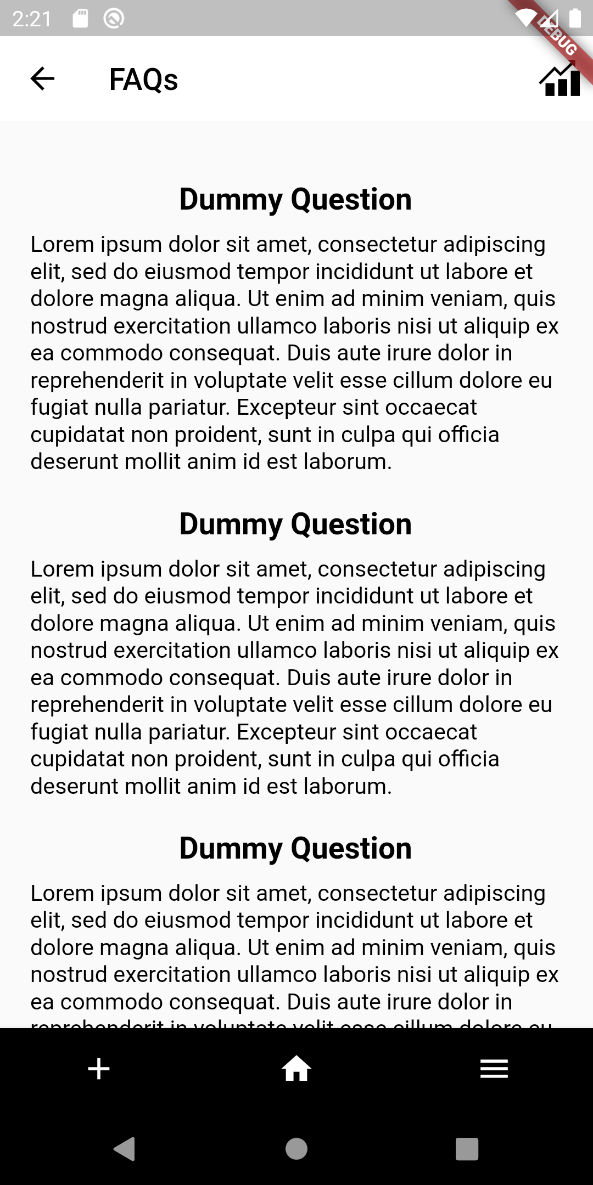 2:21
DEBUG
FAQs
Dummy Question
Lorem ipsum dolor sit amet, consectetur adipiscing
elit, sed do eiusmod tempor incididunt ut labore et
dolore magna aliqua. Ut enim ad minim veniam, quis
nostrud exercitation ullamco laboris nisi ut aliquip ex
ea commodo consequat. Duis aute irure dolor in
reprehenderit in voluptate velit esse cillum dolore eu
fugiat nulla pariatur. Excepteur sint occaecat
cupidatat non proident, sunt in culpa qui officia
deserunt mollit anim id est laborum.
Dummy Question
Lorem ipsum dolor sit amet, consectetur adipiscing
elit, sed do eiusmod tempor incididunt ut labore et
dolore magna aliqua. Ut enim ad minim veniam, quis
nostrud exercitation ullamco laboris nisi ut aliquip ex
ea commodo consequat. Duis aute irure dolor in
reprehenderit in voluptate velit esse cillum dolore eu
fugiat nulla pariatur. Excepteur sint occaecat
cupidatat non proident, sunt in culpa qui officia
deserunt mollit anim id est laborum.
Dummy Question
Lorem ipsum dolor sit amet, consectetur adipiscing
elit, sed do eiusmod tempor incididunt ut labore et
dolore magna aliqua. Ut enim ad minim veniam, quis
nostrud exercitation ullamco laboris nisi ut aliquip ex
ea commodo consequat. Duis aute irure dolor in
reprehenderit in voluptate velit esse cillum dolore eu